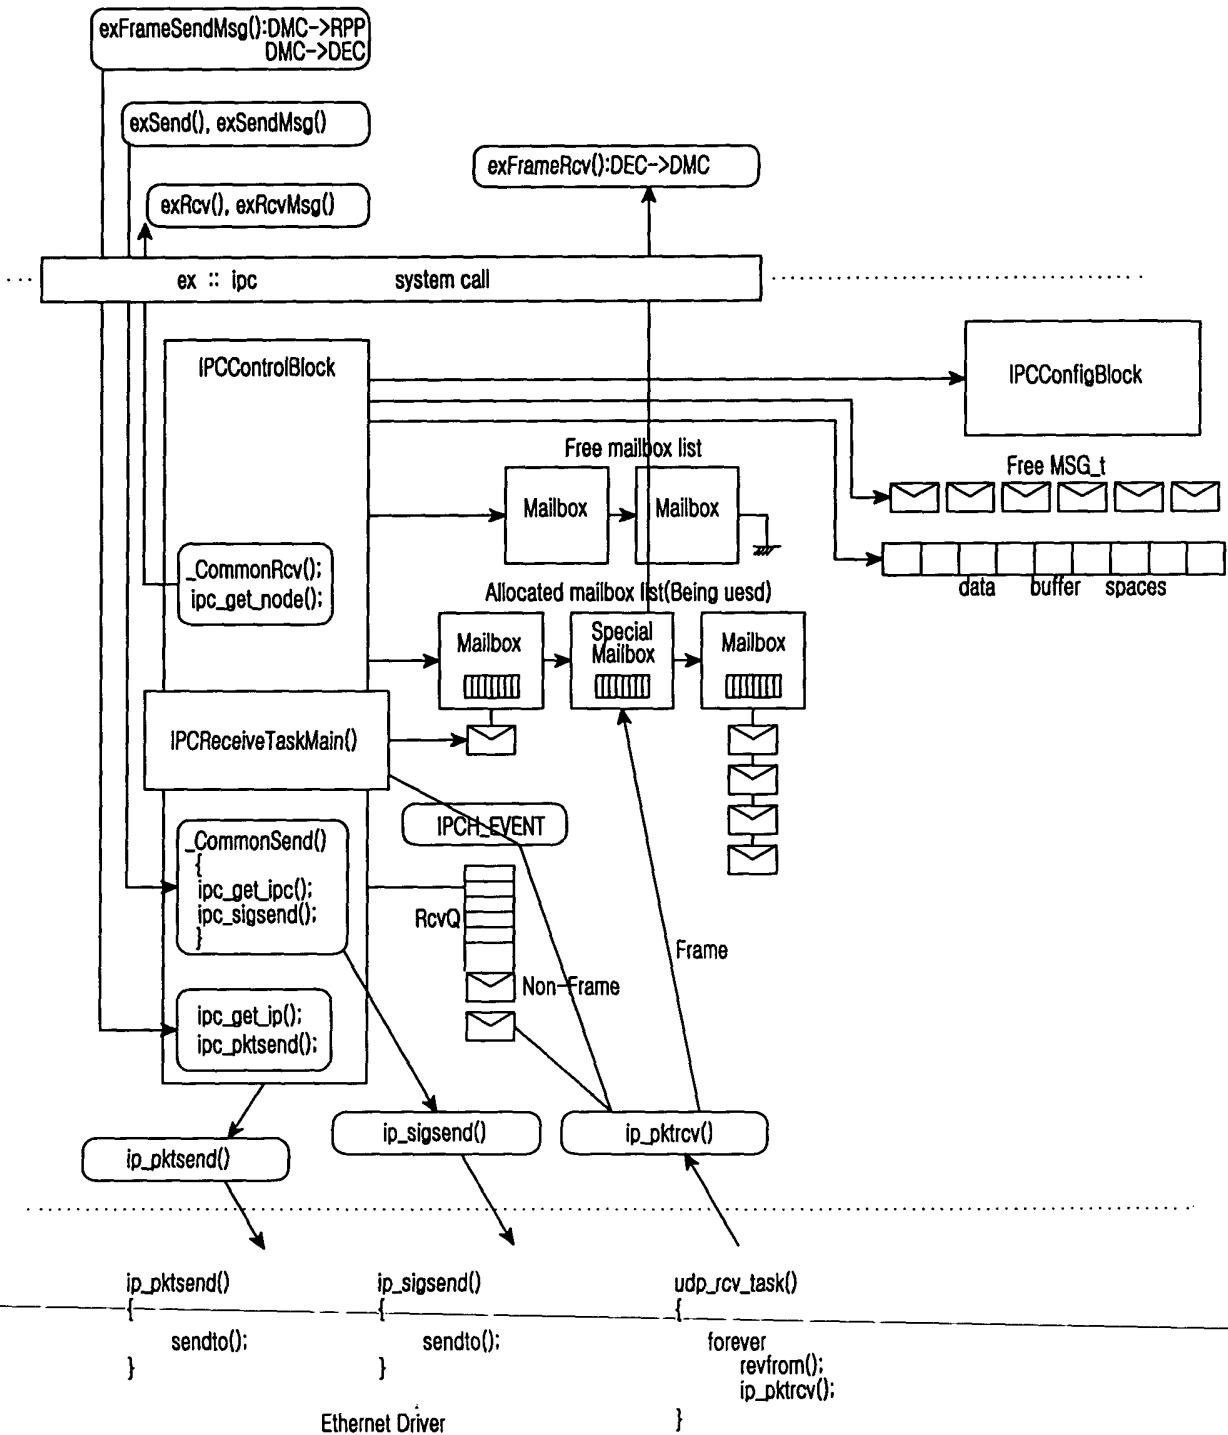 exFrameSendMsg():DMC->RPP
DMC->DEC
exSend(), exSendMsg()
exFrameRcv():DEC->DMC
exRcv(), exRcvMsg()
ex :: ipc system call
IPCControlBlock
IPCConfigBlock
Free mailbox list
Free MSG_t
Mailbox
Mailbox
_CommonRcv();
ipc_get_node();
data buffer spaces
Allocated mailbox list(Being uesd)
Mailbox
Special
Mailbox
Mailbox
IPCReceiveTaskMain()
IPCH_EVENT
_CommonSend()
{
ipc_get_ipc();
ipc_sigsend();
}
RcvQ
Frame
Non-Frame
ipc_get_ip();
ipc_pktsend();
ip_sigsend()
ip_pktrcv()
ip_pktsend()
ip_pktsend()
{
sendto();
}
ip_sigsend()
{
sendto();
}
udp_rcv_task()
{
forever
revfrom();
ip_pktrcv();
}
Ethernet Driver